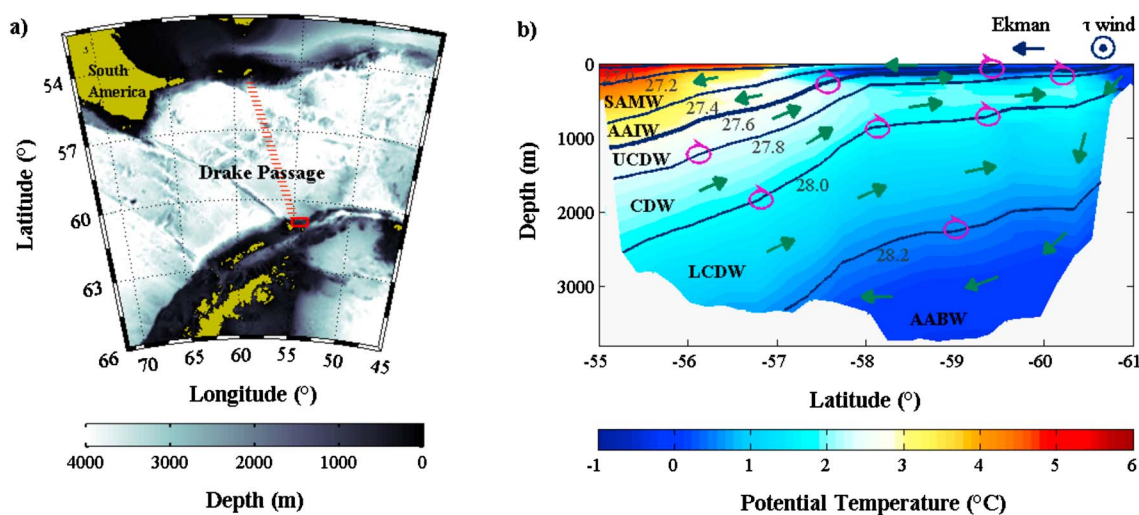 a)
South
America
Drake Passage
54
57
60
63
66
70
65
60
55
50
45
Latitude (°)
Longitude (°)
4000
3000
2000
1000
0
Depth (m)
b)
Ekman
τ wind
0
1000
2000
3000
Depth (m)
27.2
SAMW
27.4
AAIW
27.6
UCDW
27.8
CDW
28.0
LCDW
28.2
AABW
-55
-56
-57
-58
-59
-60
-61
Latitude (°)
-1
0
1
2
3
4
5
6
Potential Temperature (°C)